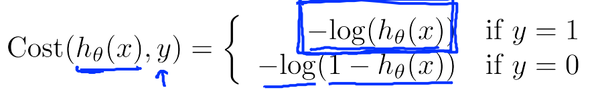 Cost(hθ(x), y) = { −log(hθ(x)) if y = 1
−log(1 − hθ(x)) if y = 0